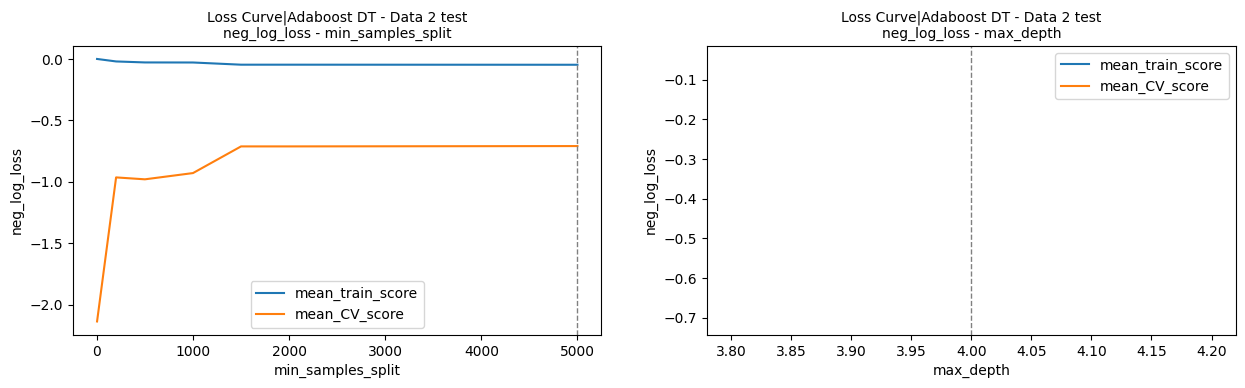 Loss Curve|Adaboost DT - Data 2 test
neg_log_loss - min_samples_split
0.0
−0.5
−1.0
−1.5
−2.0
neg_log_loss
mean_train_score
mean_CV_score
0 1000 2000 3000 4000 5000
min_samples_split
Loss Curve|Adaboost DT - Data 2 test
neg_log_loss - max_depth
mean_train_score
mean_CV_score
−0.1
−0.2
−0.3
−0.4
−0.5
−0.6
−0.7
neg_log_loss
3.80 3.85 3.90 3.95 4.00 4.05 4.10 4.15 4.20
max_depth